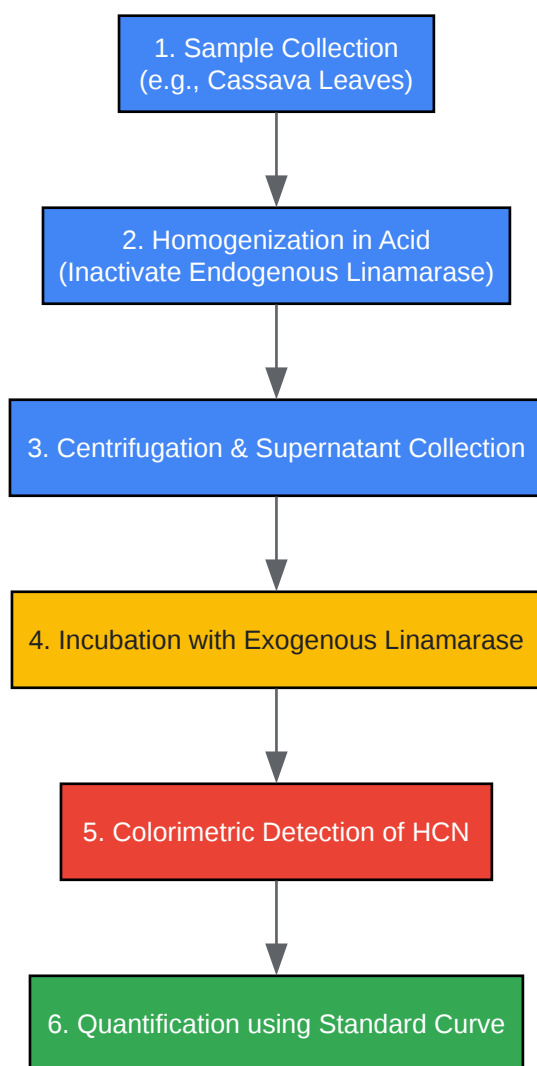 1. Sample Collection
(e.g., Cassava Leaves)
2. Homogenization in Acid
(Inactivate Endogenous Linamarase)
3. Centrifugation & Supernatant Collection
4. Incubation with Exogenous Linamarase
5. Colorimetric Detection of HCN
6. Quantification using Standard Curve